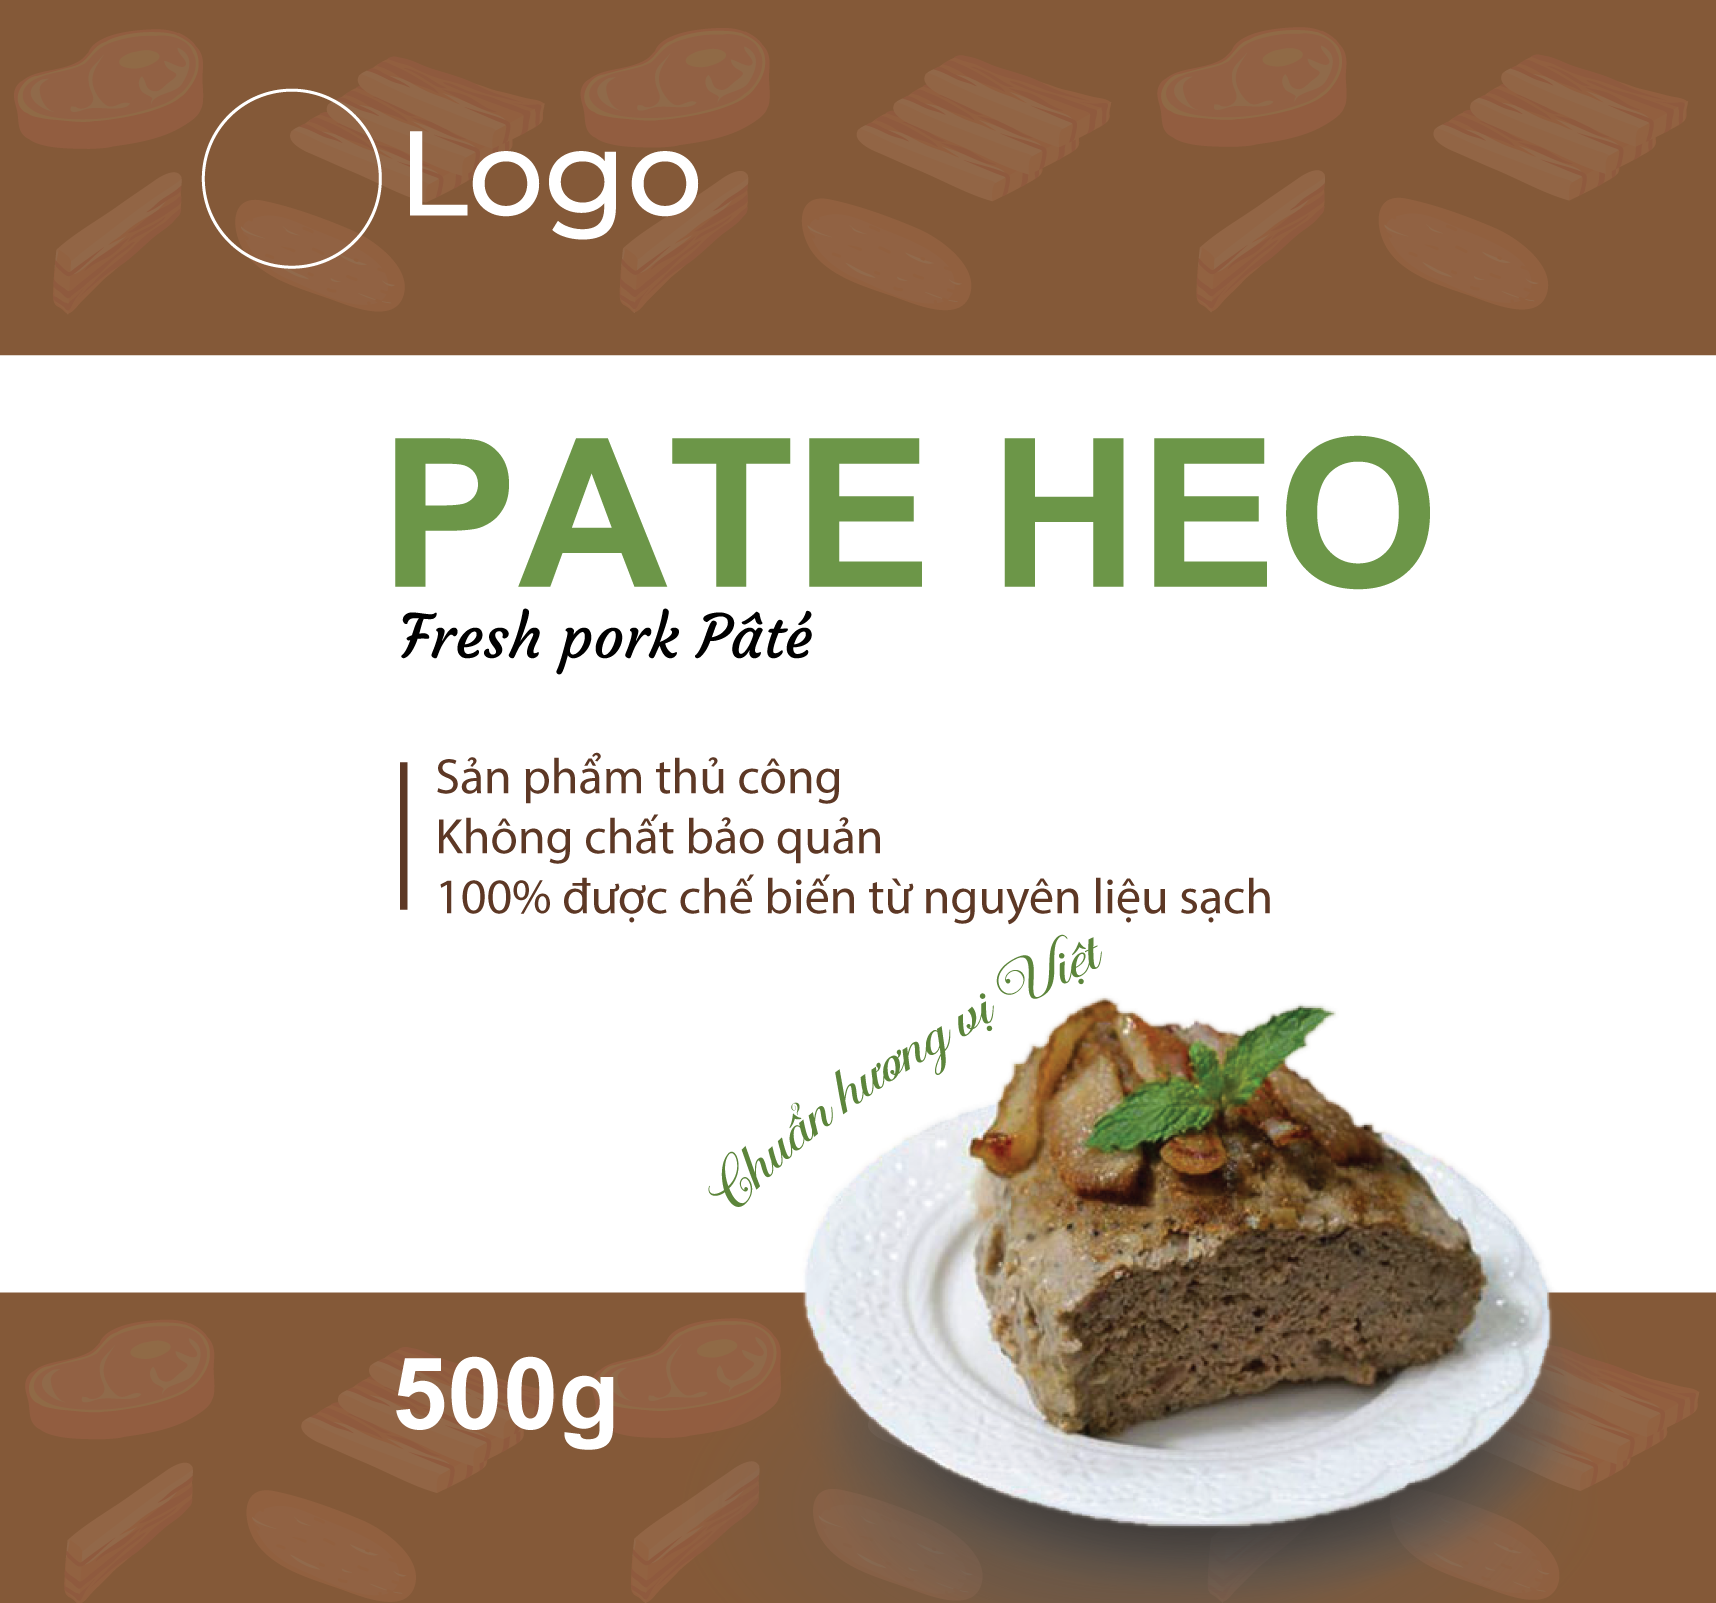 Logo
PATE HEO
Fresh pork Pâté
Sản phẩm thủ công
Không chất bảo quản
100% được chế biến từ nguyên liệu sạch
Chuẩn hương vị Việt
500g